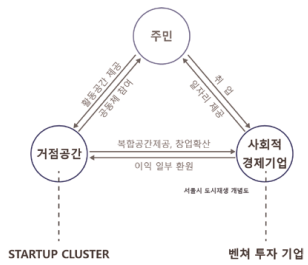 주민
활동공간 제공
공동체 참여
취 업
일자리 제공
거점공간
복합공간제공, 창업확산
이익 일부 환원
사회적
경제기업
서울시 도시재생 개념도
STARTUP CLUSTER
벤쳐 투자 기업